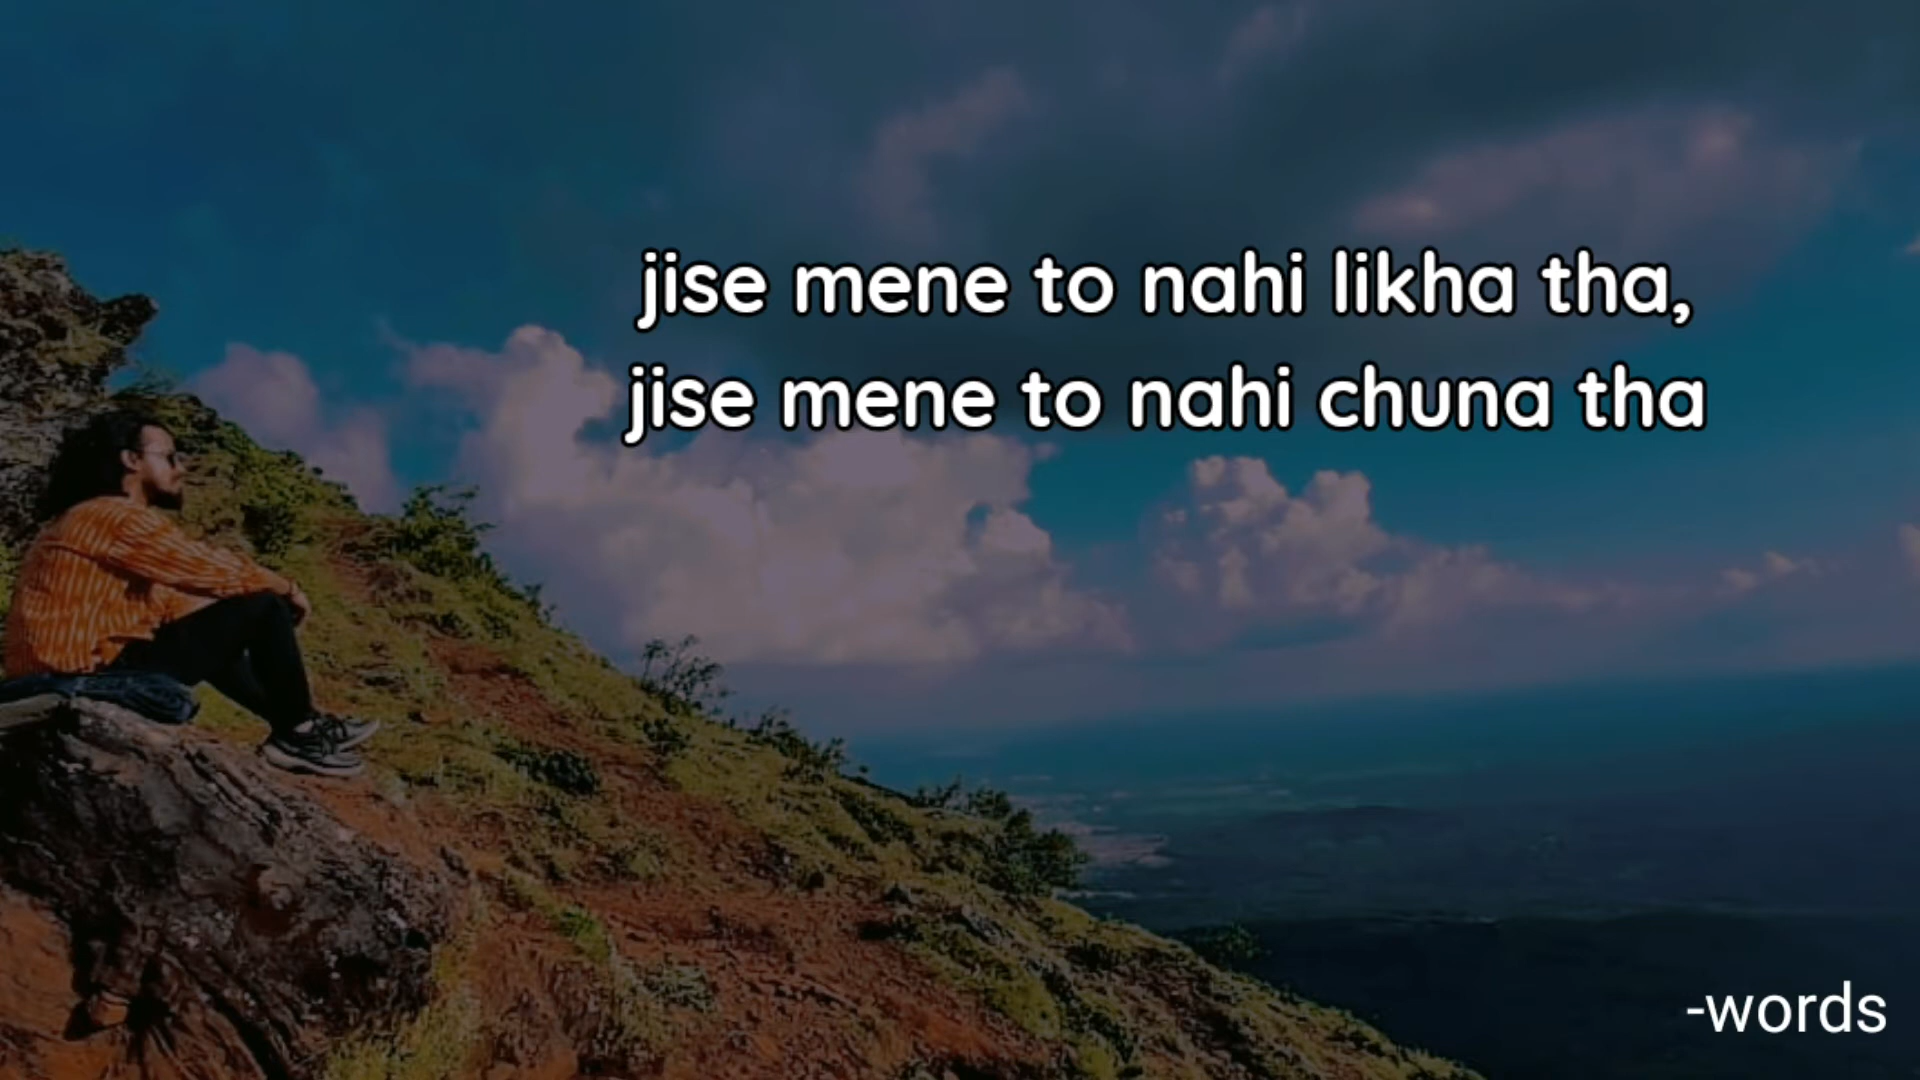 jise mene to nahi likha tha,
jise mene to nahi chuna tha
-words